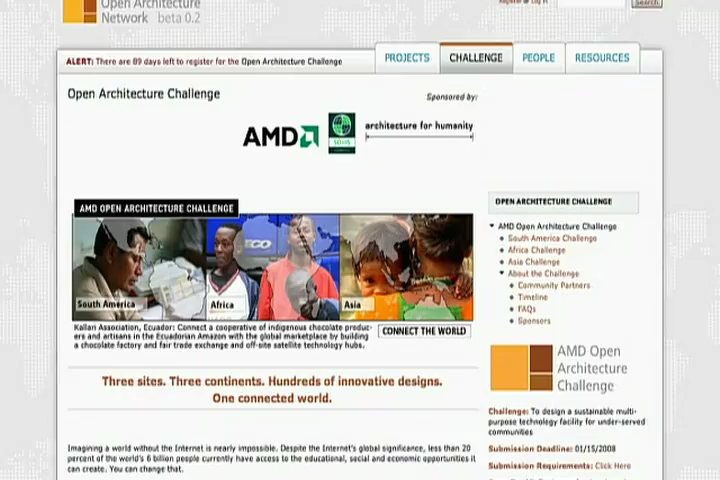 Open Architecture
Network beta 0.2
Register or Log In
Search
ALERT: There are 89 days left to register for the Open Architecture Challenge
PROJECTS
CHALLENGE
PEOPLE
RESOURCES
Open Architecture Challenge
Sponsored by:
AMD
architecture for humanity
AMD OPEN ARCHITECTURE CHALLENGE
South America
Africa
Asia
Kallari Association, Ecuador: Connect a cooperative of indigenous chocolate produc-
ers and artisans in the Ecuadorian Amazon with the global marketplace by building
a chocolate factory and fair trade exchange and off-site satellite technology hubs.
CONNECT THE WORLD
Three sites. Three continents. Hundreds of innovative designs.
One connected world.
Imagining a world without the Internet is nearly impossible. Despite the Internet's global significance, less than 20
percent of the world's 6 billion people currently have access to the educational, social and economic opportunities it
can create. You can change that.
OPEN ARCHITECTURE CHALLENGE
AMD Open Architecture Challenge
South America Challenge
Africa Challenge
Asia Challenge
About the Challenge
Community Partners
Timeline
FAQs
Sponsors
AMD Open
Architecture
Challenge
Challenge: To design a sustainable multi-
purpose technology facility for under-served
communities
Submission Deadline: 01/15/2008
Submission Requirements: Click Here